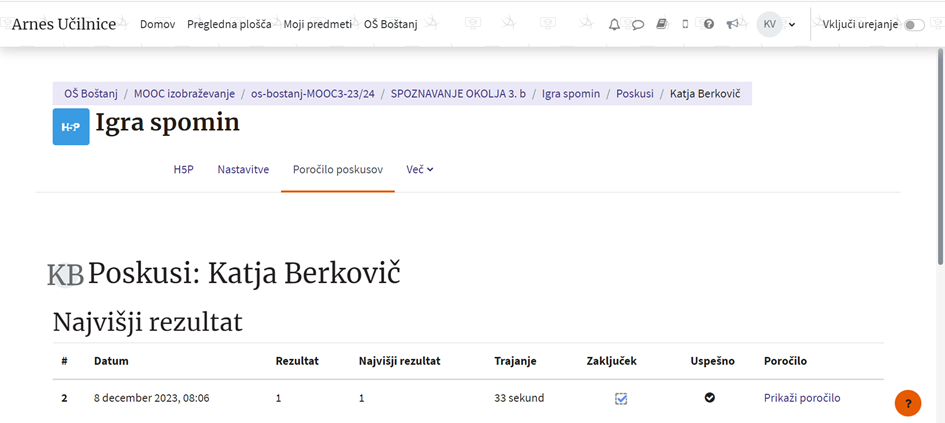 Arnes Učilnice Domov Pregledna plošča Moji predmeti OŠ Boštanj KV Vključi urejanje
OŠ Boštanj / MOOC izobraževanje / os-bostanj-MOOC3-23/24 / SPOZNAVANJE OKOLJA 3. b / Igra spomin / Poskusi / Katja Berkovič
H5P Igra spomin
H5P Nastavitve Poročilo poskusov Več
KB Poskusi: Katja Berkovič
Najvišji rezultat
# Datum Rezultat Najvišji rezultat Trajanje Zaključek Uspešno Poročilo
2 8 december 2023, 08:06 1 1 33 sekund Prikaži poročilo
?